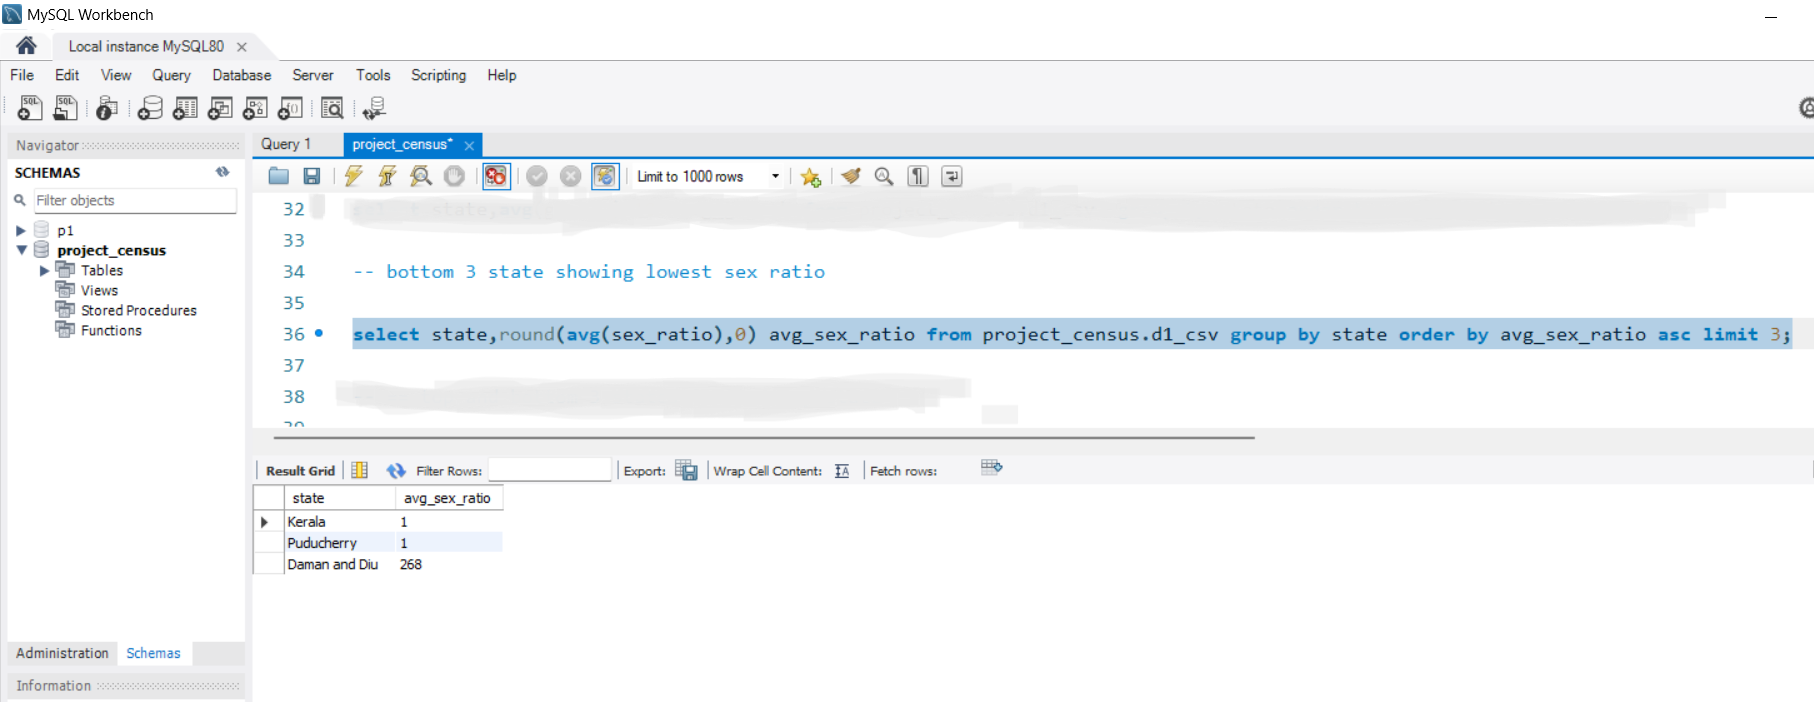 MySQL Workbench
Local instance MySQL80
File Edit View Query Database Server Tools Scripting Help
Navigator
SCHEMAS
Filter objects
p1
project_census
Tables
Views
Stored Procedures
Functions
Administration Schemas
Information
Query 1 project_census*
Limit to 1000 rows
32
33
34 -- bottom 3 state showing lowest sex ratio
35
36 select state,round(avg(sex_ratio),0) avg_sex_ratio from project_census.d1_csv group by state order by avg_sex_ratio asc limit 3;
37
38
Result Grid Filter Rows: Export: Wrap Cell Content: Fetch rows:
state avg_sex_ratio
Kerala 1
Puducherry 1
Daman and Diu 268